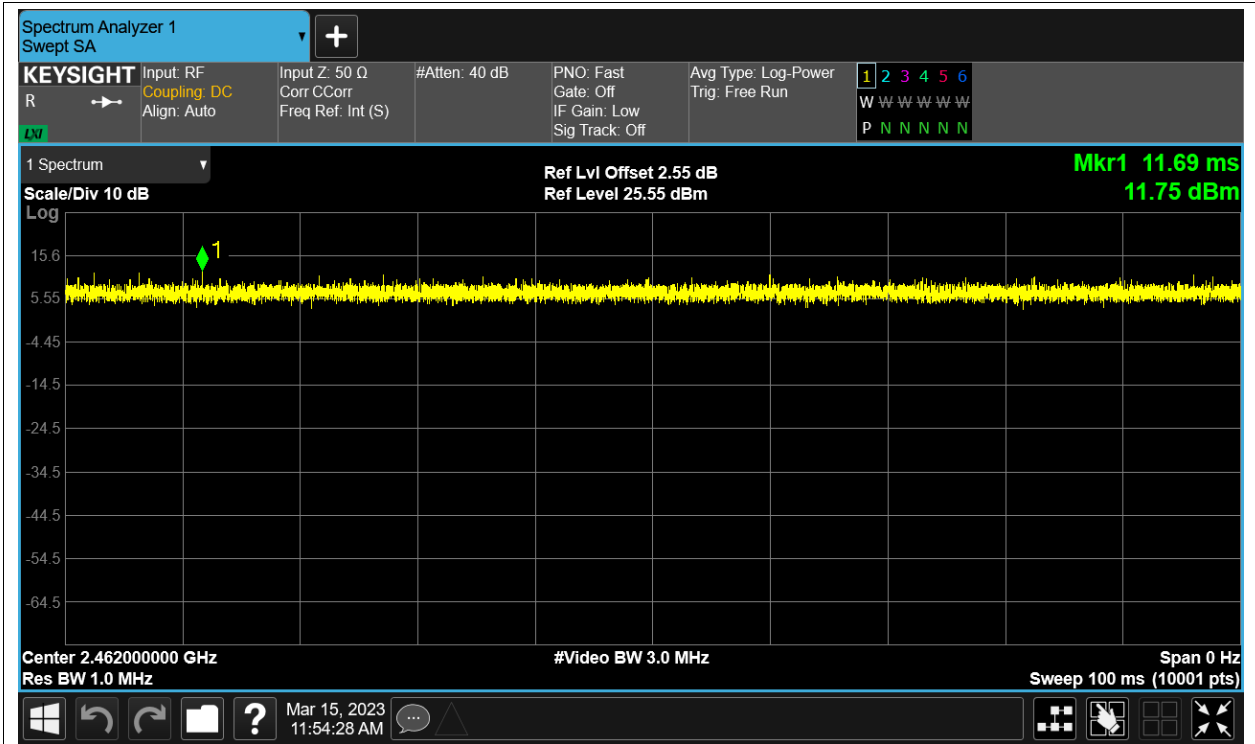 Spectrum Analyzer 1
Swept SA
KEYSIGHT
R
LXI
Input: RF
Coupling: DC
Align: Auto
Input Z: 50 Ω
Corr CCorr
Freq Ref: Int (S)
#Atten: 40 dB
PNO: Fast
Gate: Off
IF Gain: Low
Sig Track: Off
Avg Type: Log-Power
Trig: Free Run
1 2 3 4 5 6
W W W W W W
P N N N N N
1 Spectrum
Scale/Div 10 dB
Log
Ref Lvl Offset 2.55 dB
Ref Level 25.55 dBm
Mkr1 11.69 ms
11.75 dBm
1
15.6
5.55
-4.45
-14.5
-24.5
-34.5
-44.5
-54.5
-64.5
Center 2.462000000 GHz
Res BW 1.0 MHz
#Video BW 3.0 MHz
Span 0 Hz
Sweep 100 ms (10001 pts)
?
Mar 15, 2023
11:54:28 AM